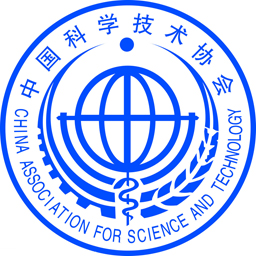 中国科学技术协会
CHINA ASSOCIATION FOR SCIENCE AND TECHNOLOGY